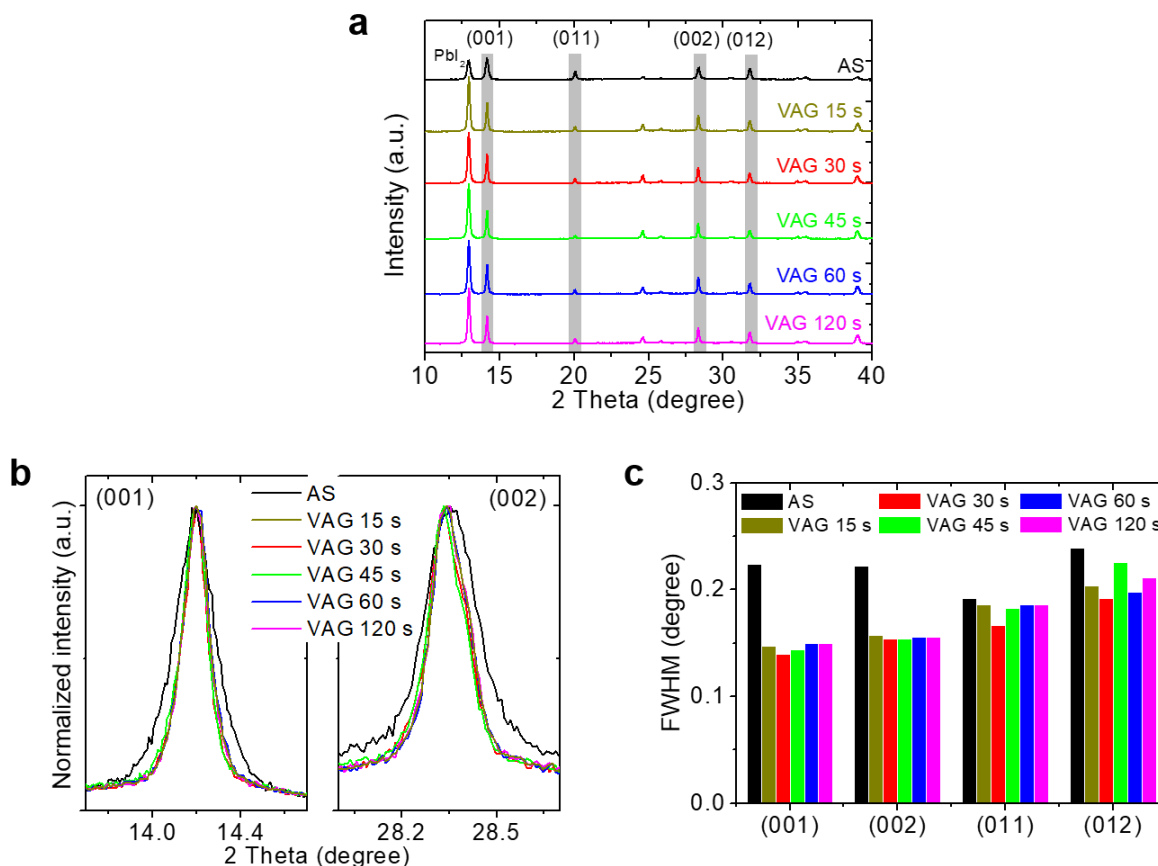 a
(001) (011) (002) (012)
PbI2
AS
VAG 15 s
VAG 30 s
VAG 45 s
VAG 60 s
VAG 120 s
Intensity (a.u.)
10 15 20 25 30 35 40
2 Theta (degree)
b
(001) (002)
AS
VAG 15 s
VAG 30 s
VAG 45 s
VAG 60 s
VAG 120 s
Normalized intensity (a.u.)
14.0 14.4 28.2 28.5
2 Theta (degree)
c
0.3
0.2
0.1
0.0
FWHM (degree)
AS VAG 30 s VAG 60 s
VAG 15 s VAG 45 s VAG 120 s
(001) (002) (011) (012)